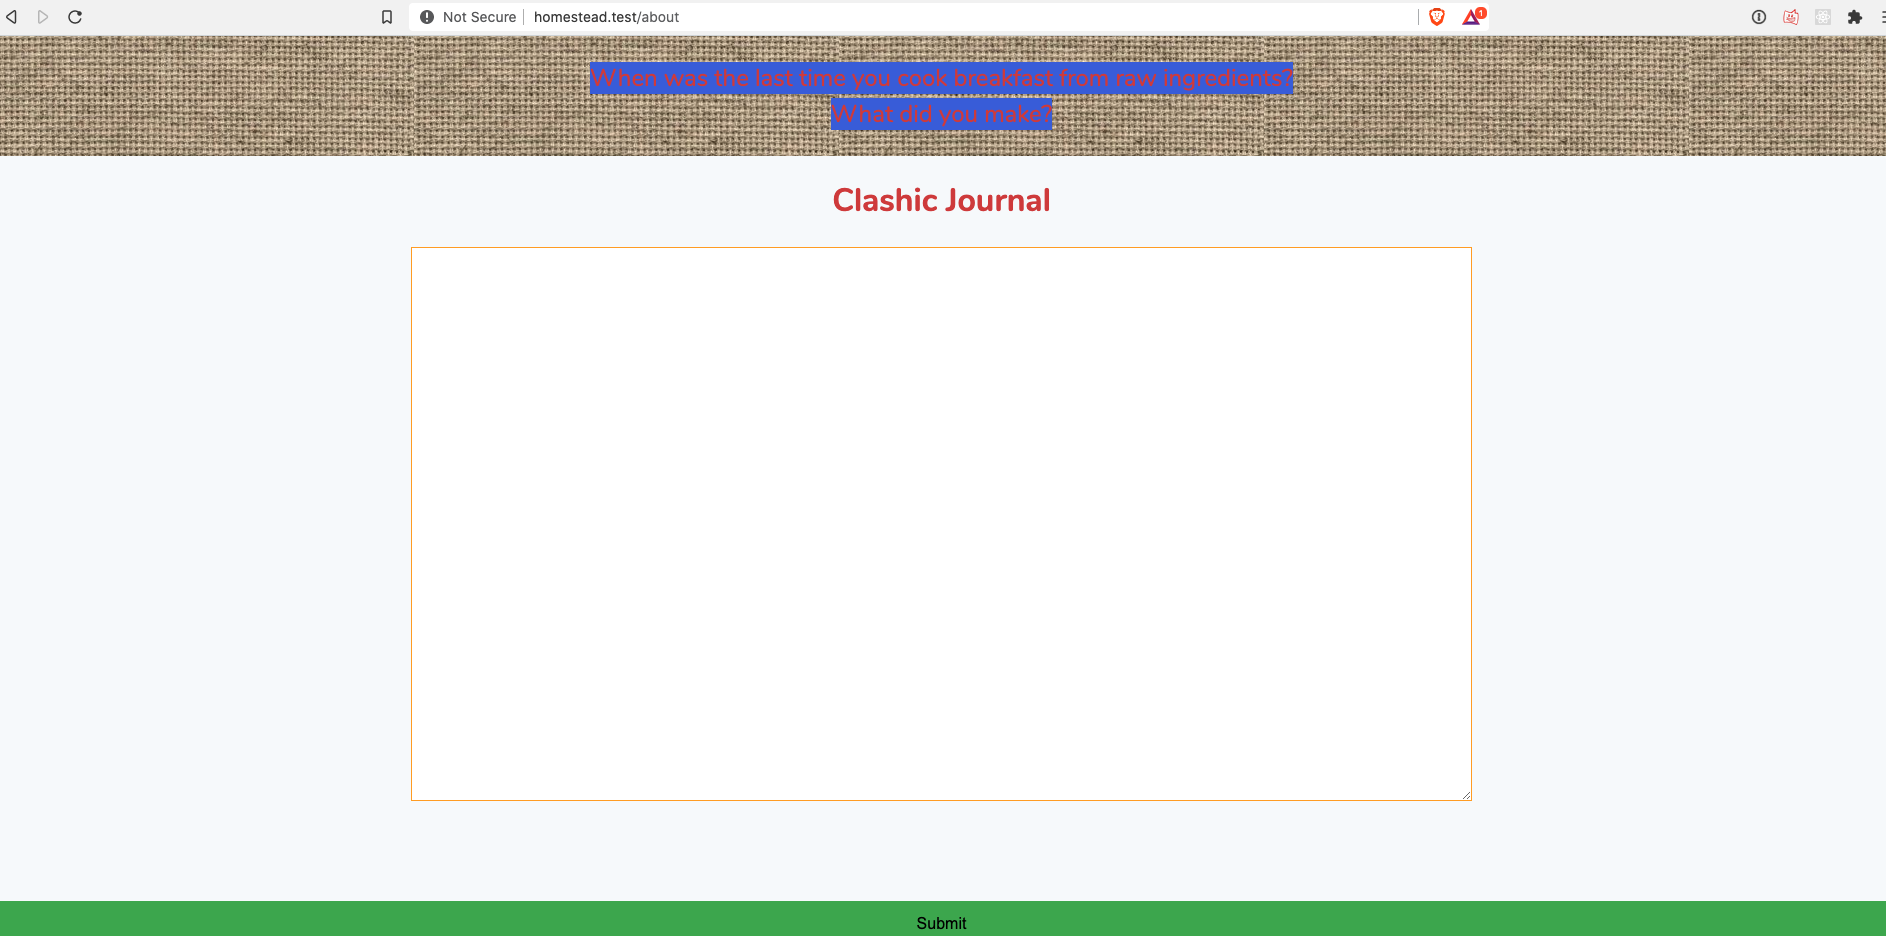 Not Secure
homestead.test/about
1
When was the last time you cook breakfast from raw ingredients?
What did you make?
Clashic Journal
Submit